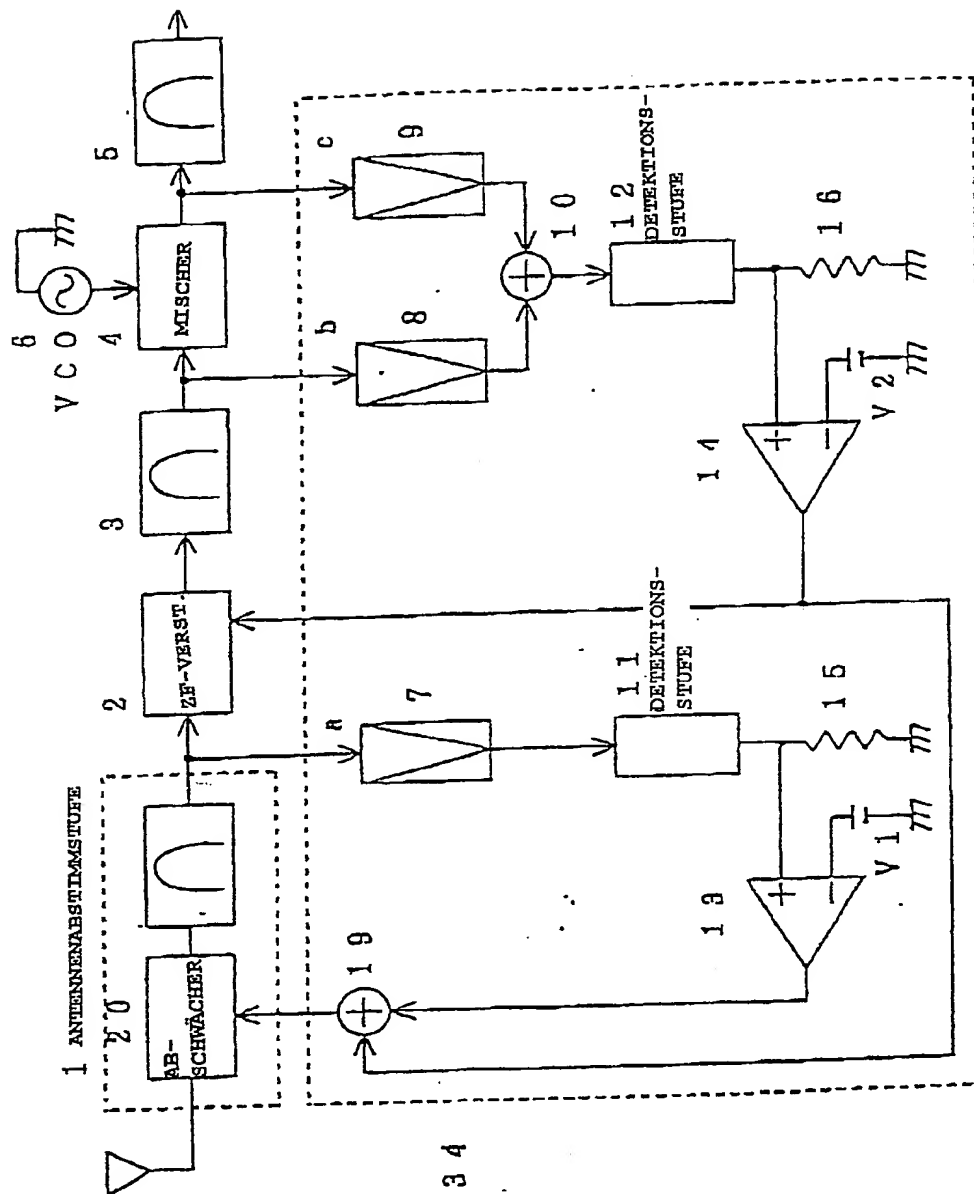 1 ANTENNENABSTIMMSTUFE
20
AB-
SCHWÄCHER
2
ZF-VERST.
3
6
VCO
4
MISCHER
5
a
7
b
8
c
9
10
11
DETEKTIONS-
STUFE
12
DETEKTIONS-
STUFE
19
13
+
−
V1
15
14
+
−
V2
16
34